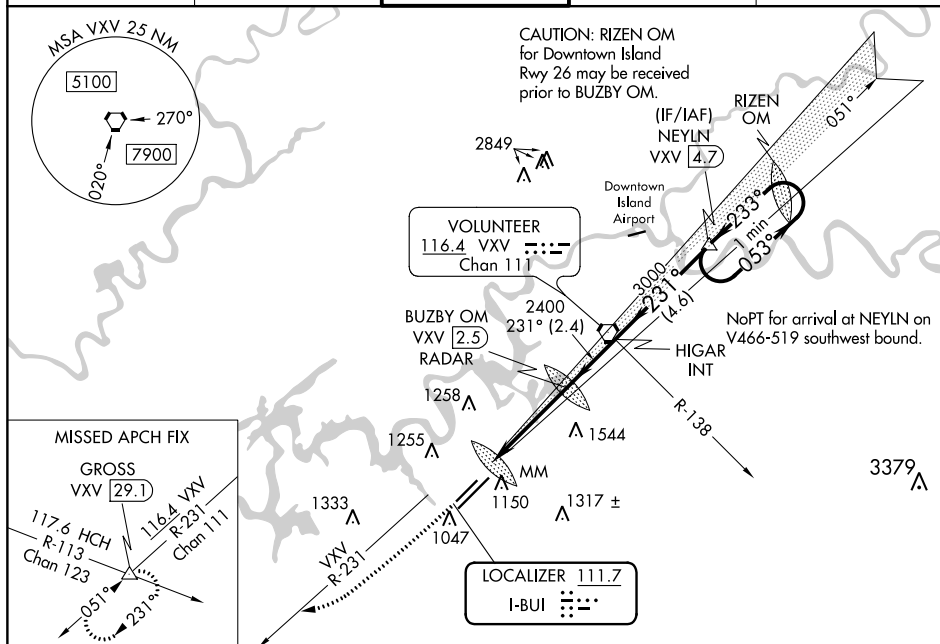 MSA VXV 25 NM
5100
270°
7900
020°
CAUTION: RIZEN OM
for Downtown Island
Rwy 26 may be received
prior to BUZBY OM.
2849
(IF/IAF)
NEYLN
VXV 4.7
RIZEN
OM
051°
Downtown
Island
Airport
233°
1 min
053°
VOLUNTEER
116.4 VXV
Chan 111
3000
231°
(4.6)
2400
231° (2.4)
BUZBY OM
VXV 2.5
RADAR
NoPT for arrival at NEYLN on
V466-519 southwest bound.
HIGAR
INT
R-138
1258
1255
1544
3379
MM
1150
1333
1317 ±
1047
VXV
R-231
LOCALIZER 111.7
I-BUI
MISSED APCH FIX
GROSS
VXV 29.1
117.6 HCH
R-113
Chan 123
116.4 VXV
R-231
Chan 111
051°
231°